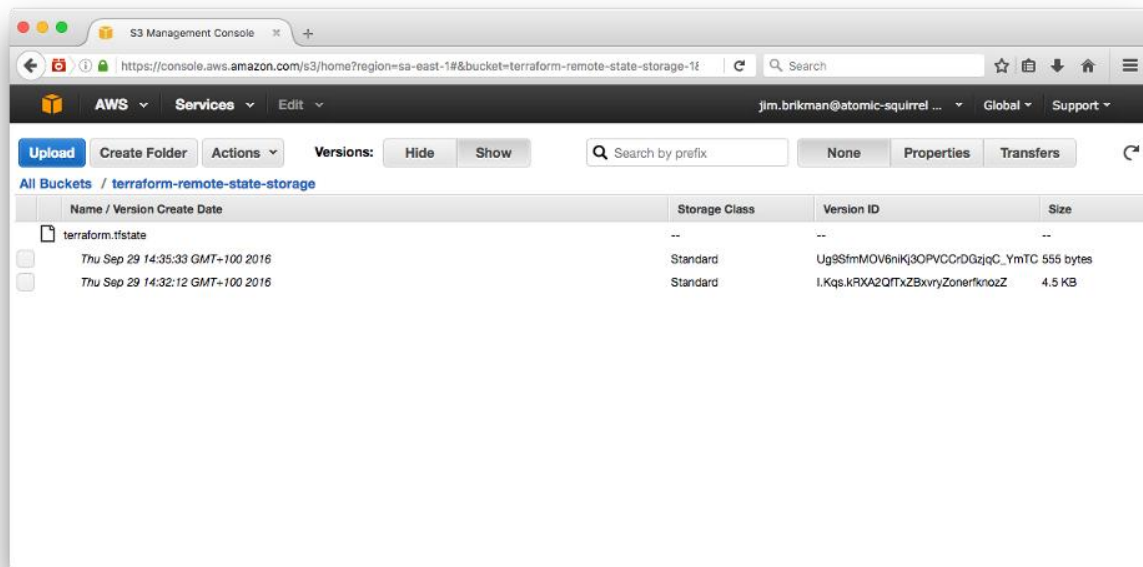 S3 Management Console
https://console.aws.amazon.com/s3/home?region=sa-east-1#&bucket=terraform-remote-state-storage-1& Search
AWS Services Edit jim.brikman@atomic-squirrel ... Global Support
Upload Create Folder Actions Versions: Hide Show Search by prefix None Properties Transfers
All Buckets / terraform-remote-state-storage
Name / Version Create Date Storage Class Version ID Size
terraform.tfstate -- -- --
Thu Sep 29 14:35:33 GMT+100 2016 Standard Ug9SfmMOV6niKj3OPVCCrDGzjqC_YmTC 555 bytes
Thu Sep 29 14:32:12 GMT+100 2016 Standard I.Kqs.kRXA2QfTxZBxvryZonerfknozZ 4.5 KB